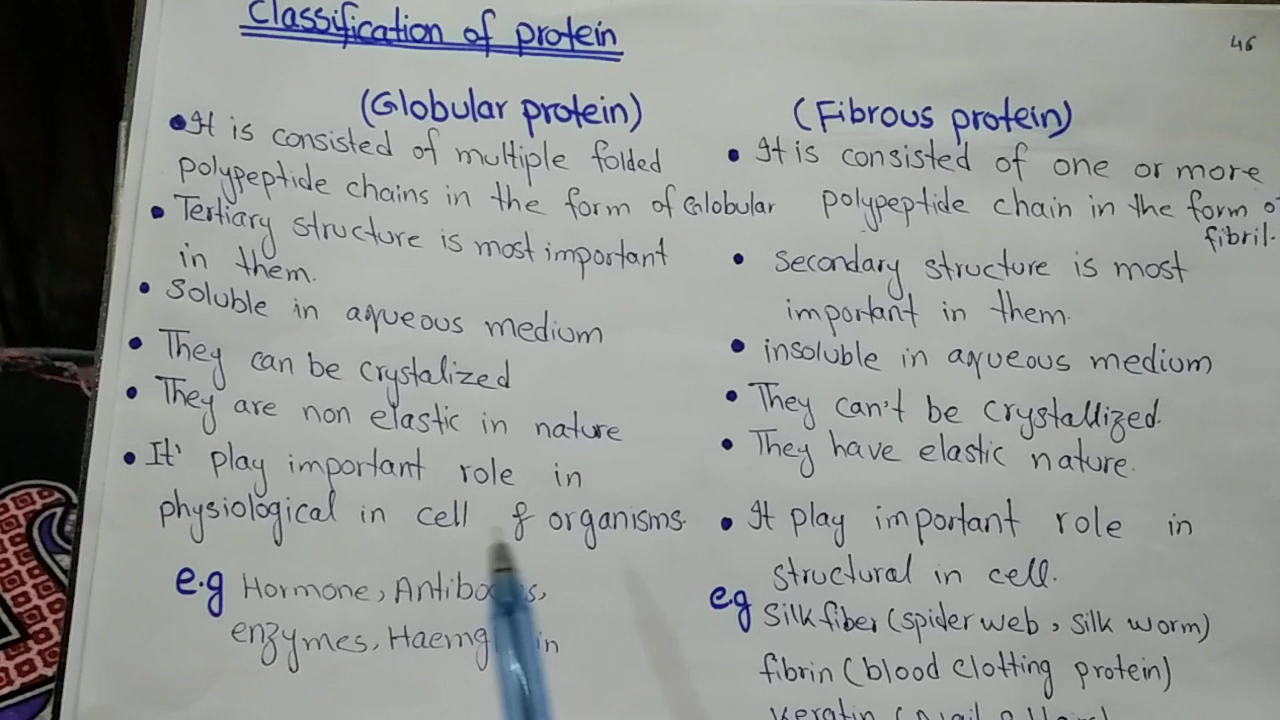 Classification of protein
46
(Globular protein)
• It is consisted of multiple folded
polypeptide chains in the form of Globular
• Tertiary structure is most important
in them.
• Soluble in aqueous medium
• They can be crystalized
• They are non elastic in nature
• It' play important role in
physiological in cell & organisms.
e.g Hormone, 
enzymes,
(Fibrous protein)
• It is consisted of one or more
polypeptide chain in the form
fibril.
• Secondary structure is most
important in them.
• insoluble in aqueous medium
• They can't be crystallized.
• They have elastic nature.
• It play important role in
structural in cell.
eg Silk fiber (spider web, silk worm)
fibrin (blood clotting protein)
Keratin